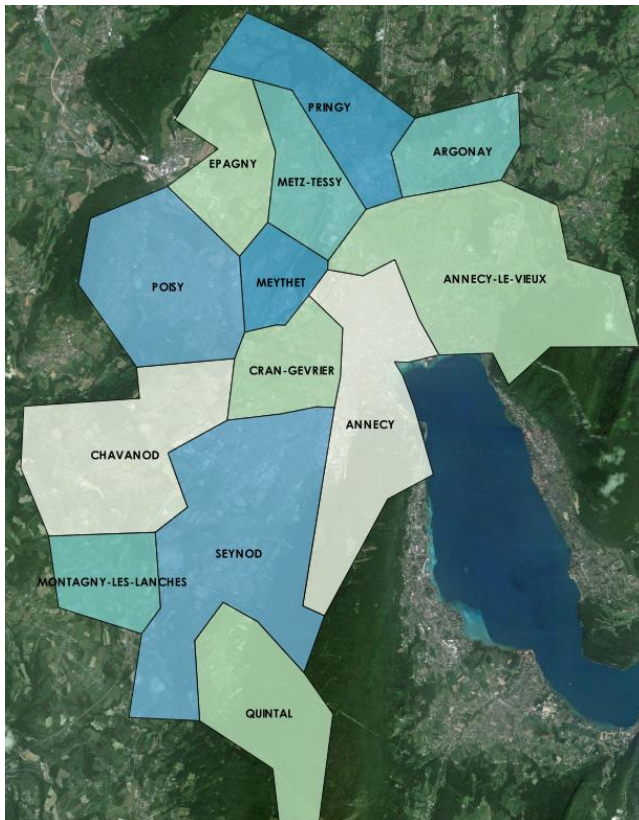 PRINGY
ARGONAY
EPAGNY
METZ-TESSY
ANNECY-LE-VIEUX
POISY
MEYTHET
CRAN-GEVRIER
ANNECY
CHAVANOD
SEYNOD
MONTAGNY-LES-LANCHES
QUINTAL